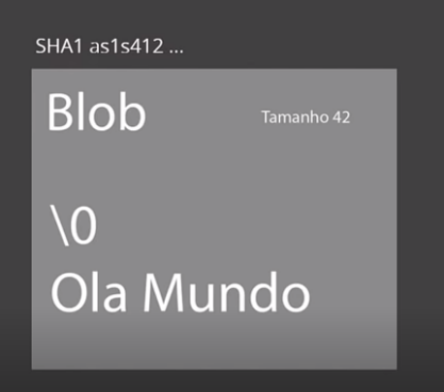 SHA1 as1s412 ...
Blob Tamanho 42
\0
Ola Mundo